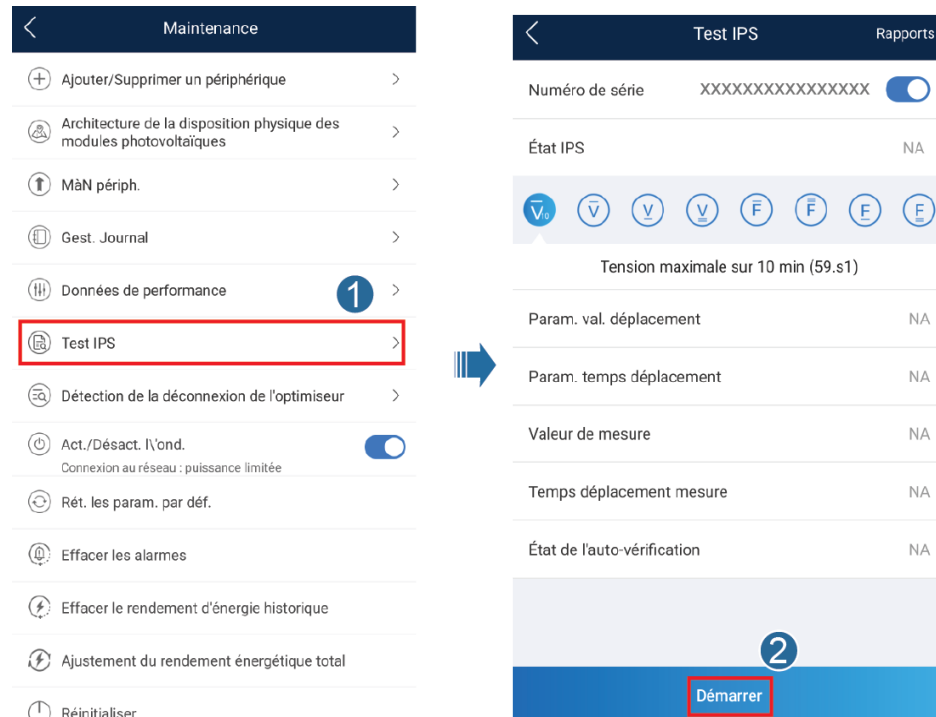 Maintenance
Ajouter/Supprimer un périphérique
Architecture de la disposition physique des
modules photovoltaïques
MàN périph.
Gest. Journal
Données de performance
1
Test IPS
Détection de la déconnexion de l'optimiseur
Act./Désact. l\'ond.
Connexion au réseau : puissance limitée
Rét. les param. par déf.
Effacer les alarmes
Effacer le rendement d'énergie historique
Ajustement du rendement énergétique total
Réinitialiser
Test IPS Rapports
Numéro de série XXXXXXXXXXXXXXXX
État IPS NA
V̅₁₀ V̅ V̲ V̳ F̅ F̿ F̲ F̳
Tension maximale sur 10 min (59.s1)
Param. val. déplacement NA
Param. temps déplacement NA
Valeur de mesure NA
Temps déplacement mesure NA
État de l'auto-vérification NA
2
Démarrer